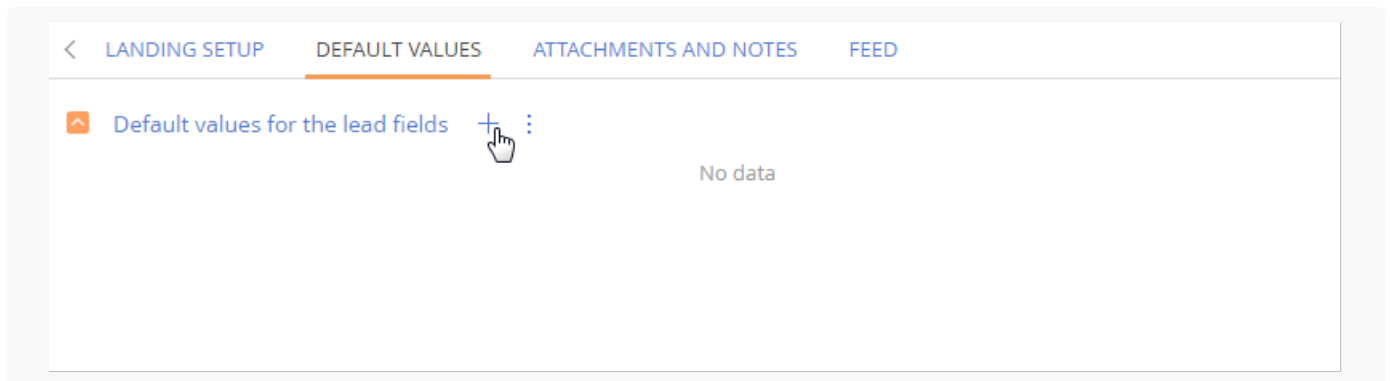 LANDING SETUP DEFAULT VALUES ATTACHMENTS AND NOTES FEED
Default values for the lead fields
No data